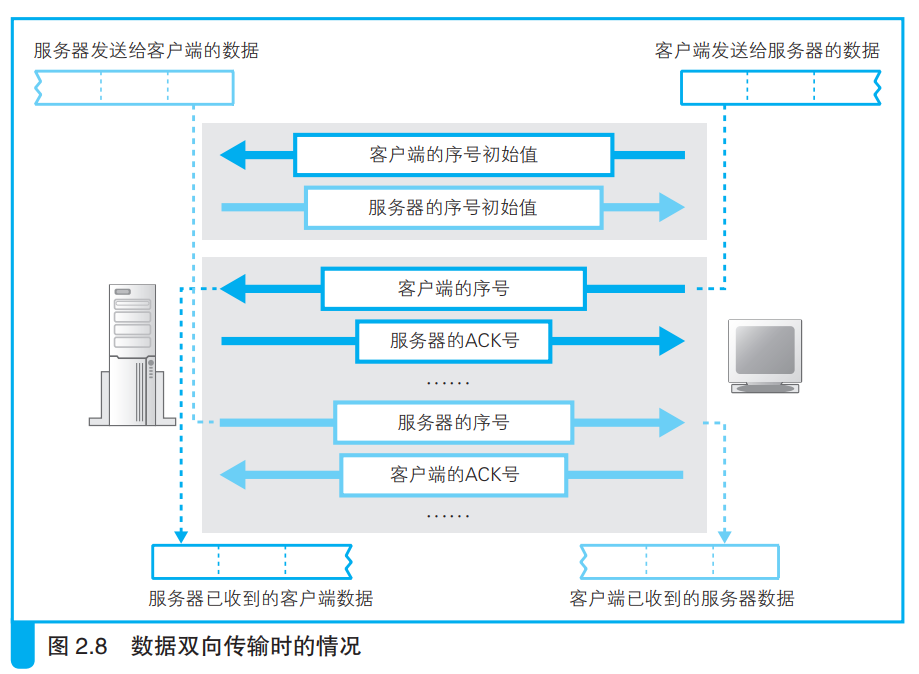 服务器发送给客户端的数据
客户端发送给服务器的数据
客户端的序号初始值
服务器的序号初始值
客户端的序号
服务器的ACK号
······
服务器的序号
客户端的ACK号
······
服务器已收到的客户端数据
客户端已收到的服务器数据
图 2.8 数据双向传输时的情况